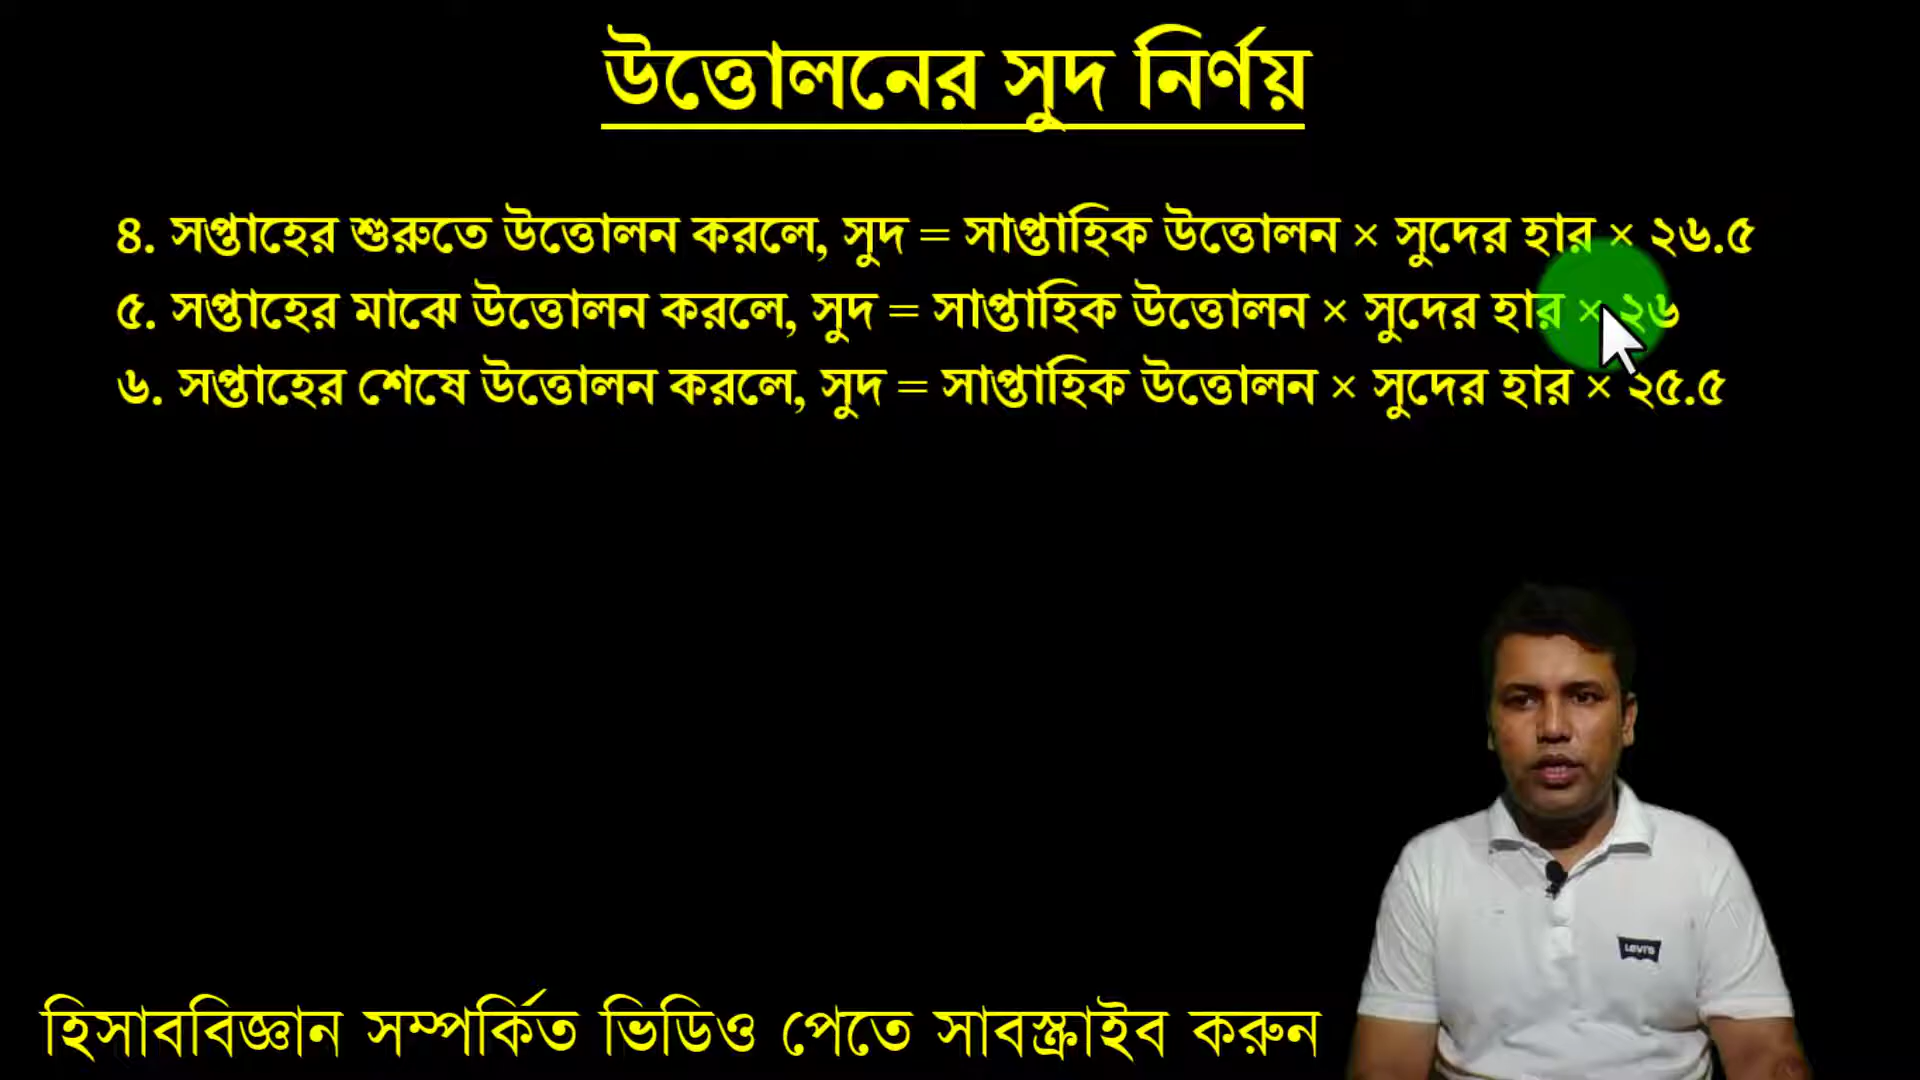 উত্তোলনের সুদ নির্ণয়
৪. সপ্তাহের শুরুতে উত্তোলন করলে, সুদ = সাপ্তাহিক উত্তোলন × সুদের হার × ২৬.৫
৫. সপ্তাহের মাঝে উত্তোলন করলে, সুদ = সাপ্তাহিক উত্তোলন × সুদের হার × ২৬
৬. সপ্তাহের শেষে উত্তোলন করলে, সুদ = সাপ্তাহিক উত্তোলন × সুদের হার × ২৫.৫
Levi's
হিসাববিজ্ঞান সম্পর্কিত ভিডিও পেতে সাবস্ক্রাইব করুন